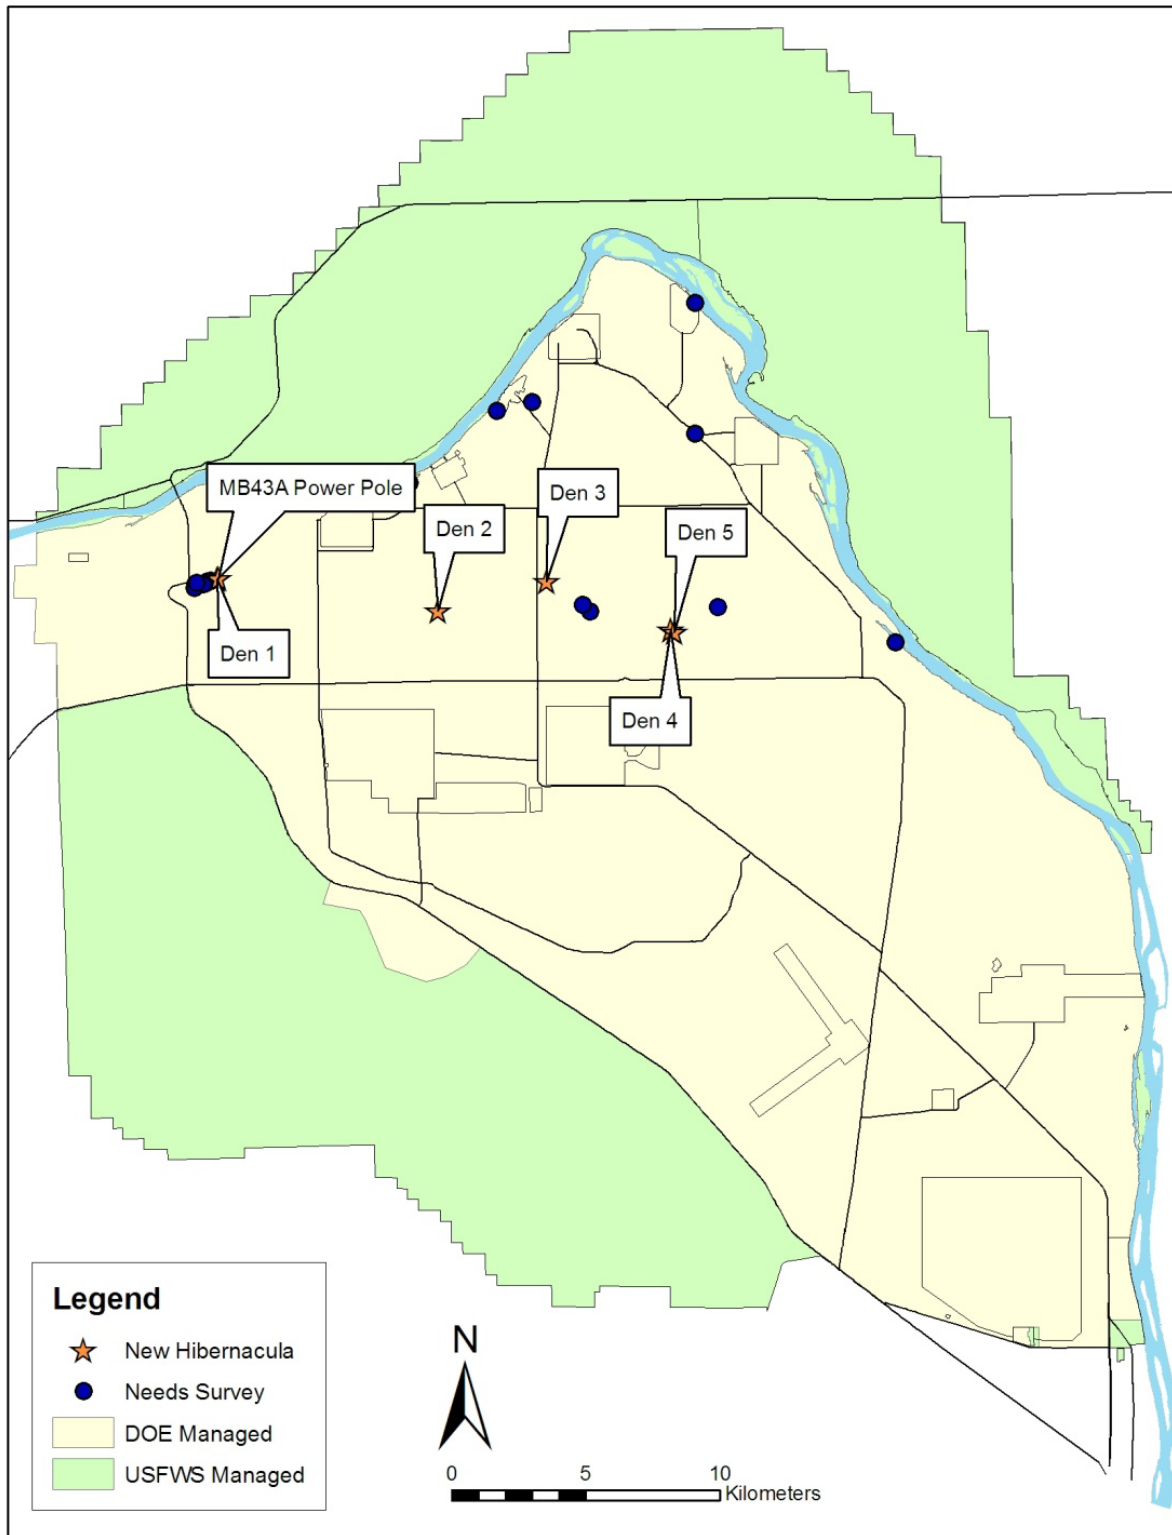 MB43A Power Pole
Den 3
Den 2
Den 5
Den 1
Den 4
Legend
New Hibernacula
Needs Survey
DOE Managed
USFWS Managed
N
0 5 10
Kilometers